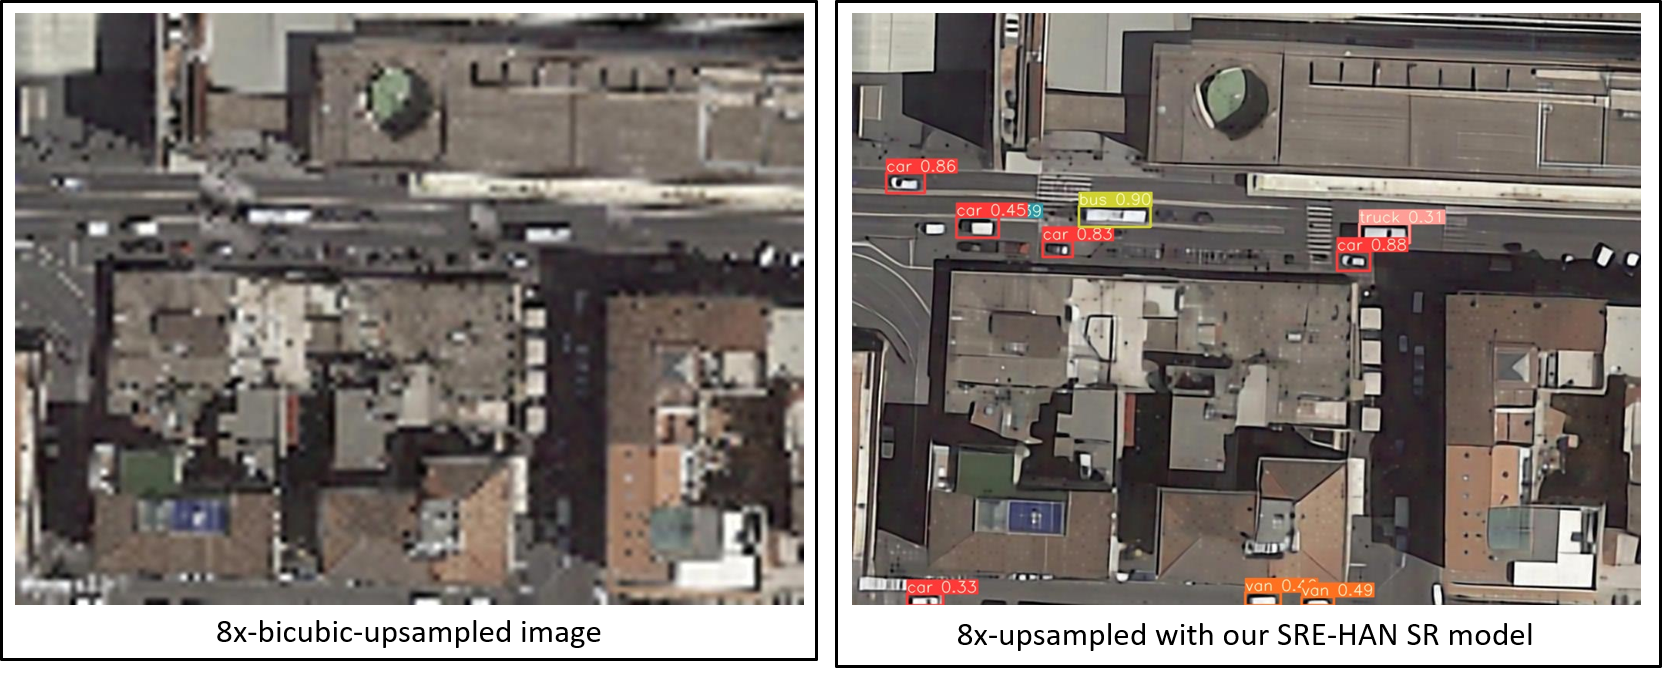 car 0.86
bus 0.90
car 0.45
39
truck 0.31
car 0.83
car 0.88
car 0.33
van
van 0.49
8x-bicubic-upsampled image
8x-upsampled with our SRE-HAN SR model